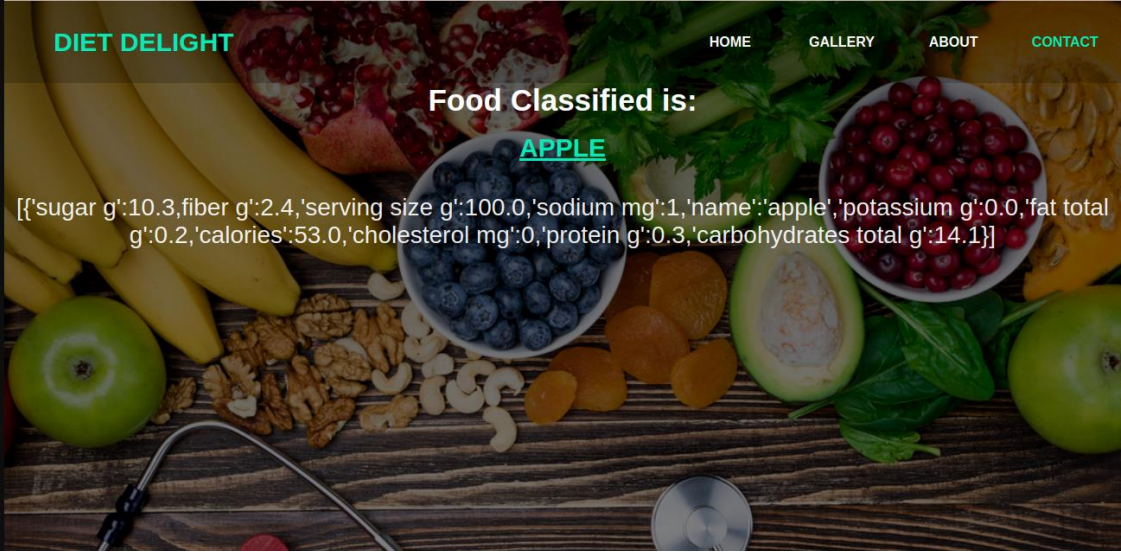 DIET DELIGHT HOME GALLERY ABOUT CONTACT
Food Classified is:
APPLE
[{'sugar g':10.3,fiber g':2.4,'serving size g':100.0,'sodium mg':1,'name':'apple','potassium g':0.0,'fat total
g':0.2,'calories':53.0,'cholesterol mg':0,'protein g':0.3,'carbohydrates total g':14.1}]